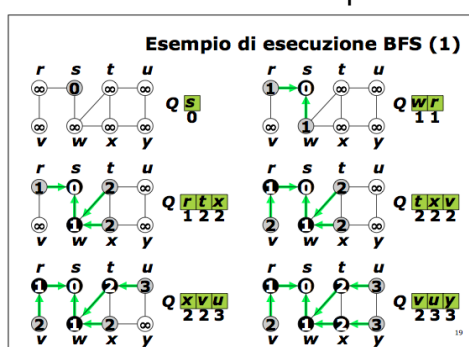 Esempio di esecuzione BFS (1)
r s t u
∞ 0 ∞ ∞
Q s
0
∞ ∞ ∞ ∞
v w x y
r s t u
1 0 ∞ ∞
Q w r
1 1
∞ 1 ∞ ∞
v w x y
r s t u
1 0 2 ∞
Q r t x
1 2 2
∞ 1 2 ∞
v w x y
r s t u
1 0 2 ∞
Q t x v
2 2 2
2 1 2 ∞
v w x y
r s t u
1 0 2 3
Q x v u
2 2 3
2 1 2 ∞
v w x y
r s t u
1 0 2 3
Q v u y
2 3 3
2 1 2 3
v w x y
19